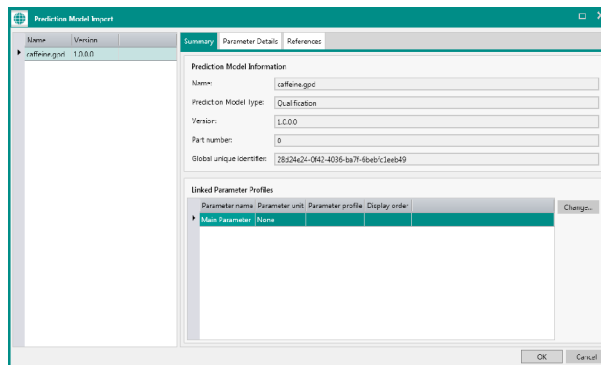 Prediction Model Import
Name Version
caffeine.gpd 1.0.0.0
Summary Parameter Details References
Prediction Model Information
Name: caffeine.gpd
Prediction Model Type: Qualification
Version: 1.0.0.0
Part number: 0
Global unique identifier: 28d24e24-0f42-4036-ba7f-6beb2c1eeb49
Linked Parameter Profiles
Parameter name Parameter unit Parameter profile Display order
Main Parameter None
Change...
OK Cancel